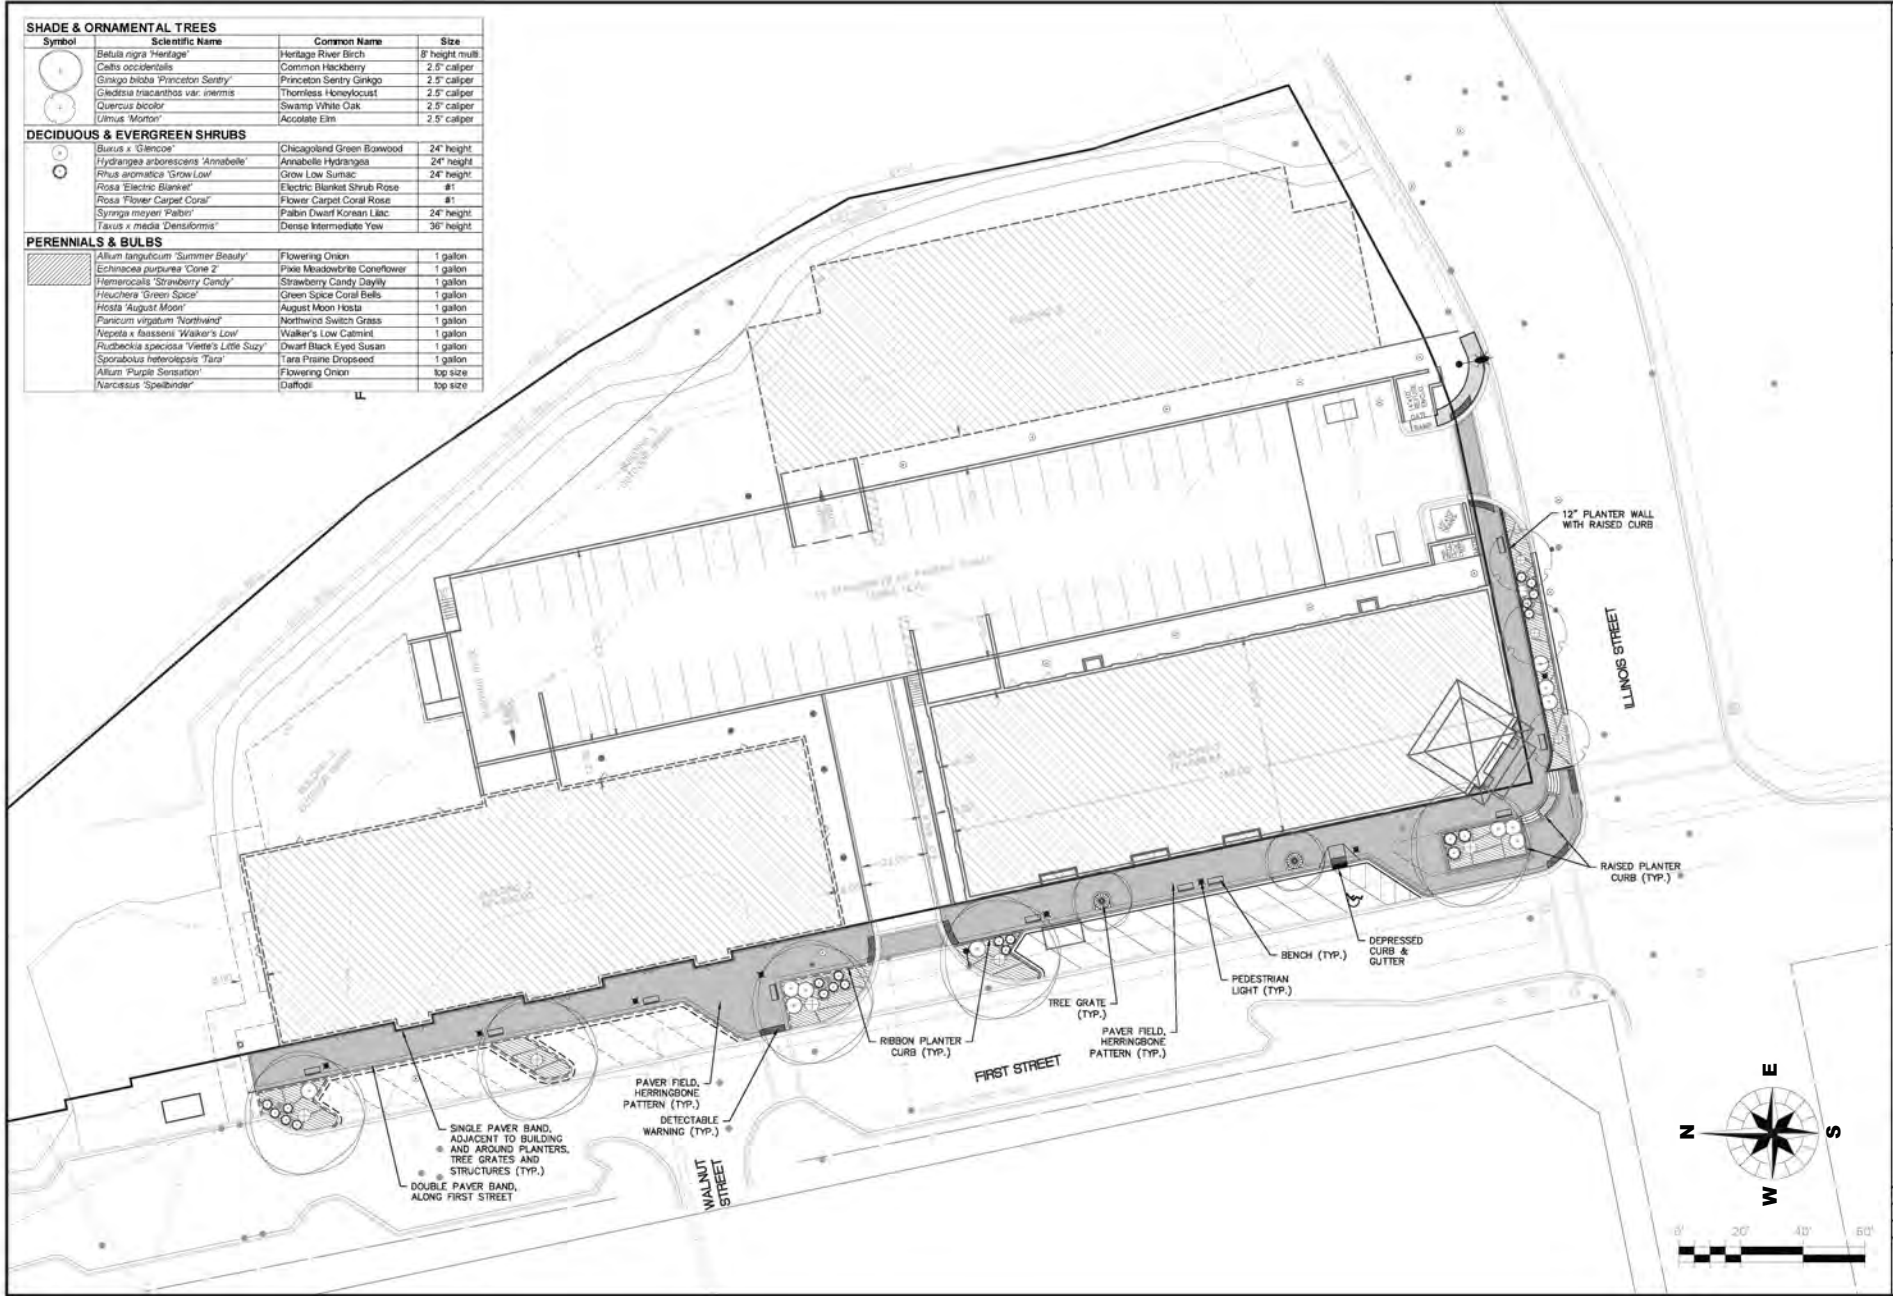 SHADE & ORNAMENTAL TREES
Symbol Scientific Name Common Name Size
Betula nigra 'Heritage' Heritage River Birch 8' height multi
Celtis occidentalis Common Hackberry 2.5" caliper
Ginkgo biloba 'Princeton Sentry' Princeton Sentry Ginkgo 2.5" caliper
Gleditsia triacanthos var. inermis Thornless Honeylocust 2.5" caliper
Quercus bicolor Swamp White Oak 2.5" caliper
Ulmus 'Morton' Accolate Elm 2.5" caliper
DECIDUOUS & EVERGREEN SHRUBS
Buxus x 'Glencoe' Chicagoland Green Boxwood 24" height
Hydrangea arborescens 'Annabelle' Annabelle Hydrangea 24" height
Rhus aromatica 'Grow Low' Grow Low Sumac 24" height
Rosa 'Electric Blanket' Electric Blanket Shrub Rose #1
Rosa 'Flower Carpet Coral' Flower Carpet Coral Rose #1
Syringa meyeri 'Palbin' Palbin Dwarf Korean Lilac 24" height
Taxus x media 'Densiformis' Dense Intermediate Yew 36" height
PERENNIALS & BULBS
Allium tanguticum 'Summer Beauty' Flowering Onion 1 gallon
Echinacea purpurea 'Cone 2' Pixie Meadowbrite Coneflower 1 gallon
Hemerocalis 'Strawberry Candy' Strawberry Candy Daylily 1 gallon
Heuchera 'Green Spice' Green Spice Coral Bells 1 gallon
Hosta 'August Moon' August Moon Hosta 1 gallon
Panicum virgatum 'Northwind' Northwind Switch Grass 1 gallon
Nepeta x faassenii 'Walker's Low' Walker's Low Catmint 1 gallon
Rudbeckia speciosa 'Viette's Little Suzy' Dwarf Black Eyed Susan 1 gallon
Sporabolus heterolepsis 'Tara' Tara Prairie Dropseed 1 gallon
Allium 'Purple Sensation' Flowering Onion top size
Narcissus 'Spellbinder' Daffodil top size
12" PLANTER WALL
WITH RAISED CURB
ILLINOIS STREET
RAISED PLANTER
CURB (TYP.)
DEPRESSED
CURB &
GUTTER
BENCH (TYP.)
PEDESTRIAN
LIGHT (TYP.)
TREE GRATE
(TYP.)
PAVER FIELD,
HERRINGBONE
PATTERN (TYP.)
RIBBON PLANTER
CURB (TYP.)
FIRST STREET
PAVER FIELD,
HERRINGBONE
PATTERN (TYP.)
DETECTABLE
WARNING (TYP.)
SINGLE PAVER BAND,
ADJACENT TO BUILDING
AND AROUND PLANTERS,
TREE GRATES AND
STRUCTURES (TYP.)
DOUBLE PAVER BAND,
ALONG FIRST STREET
WALNUT
STREET
E
N
S
W
0' 20' 40' 60'